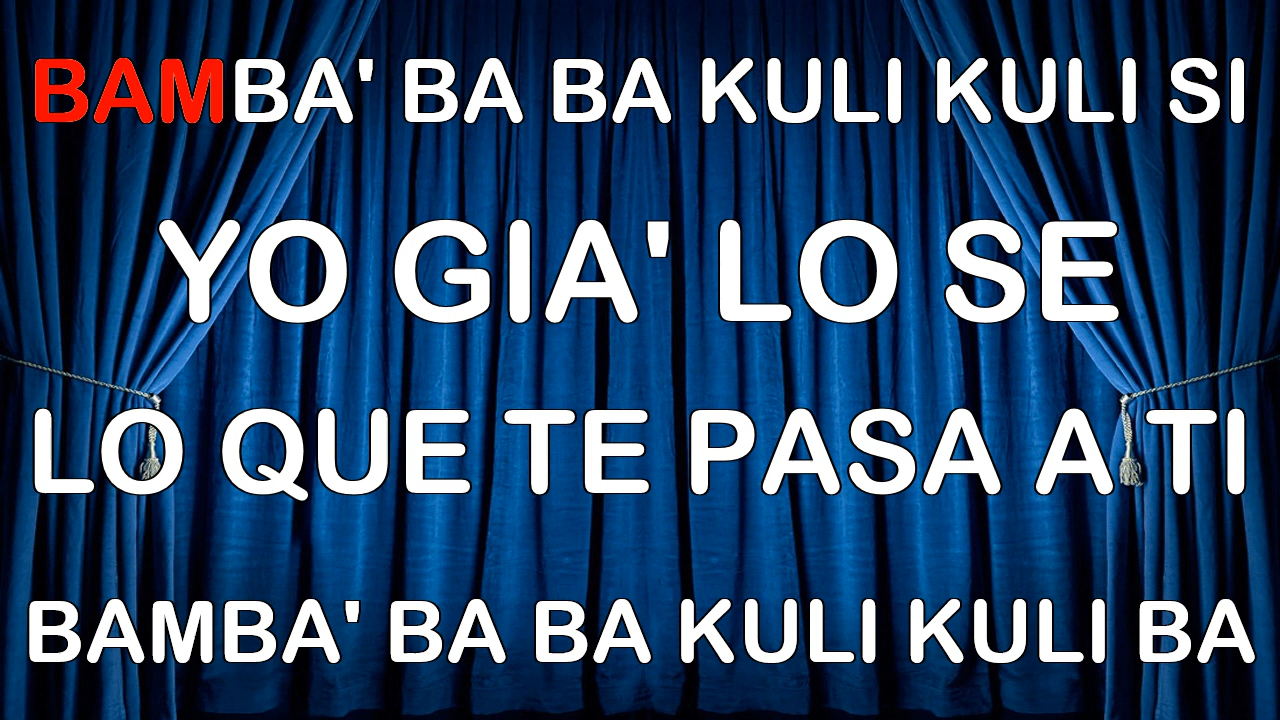 BAMBA' BA BA KULI KULI SI
YO GIA' LO SE
LO QUE TE PASA A TI
BAMBA' BA BA KULI KULI BA